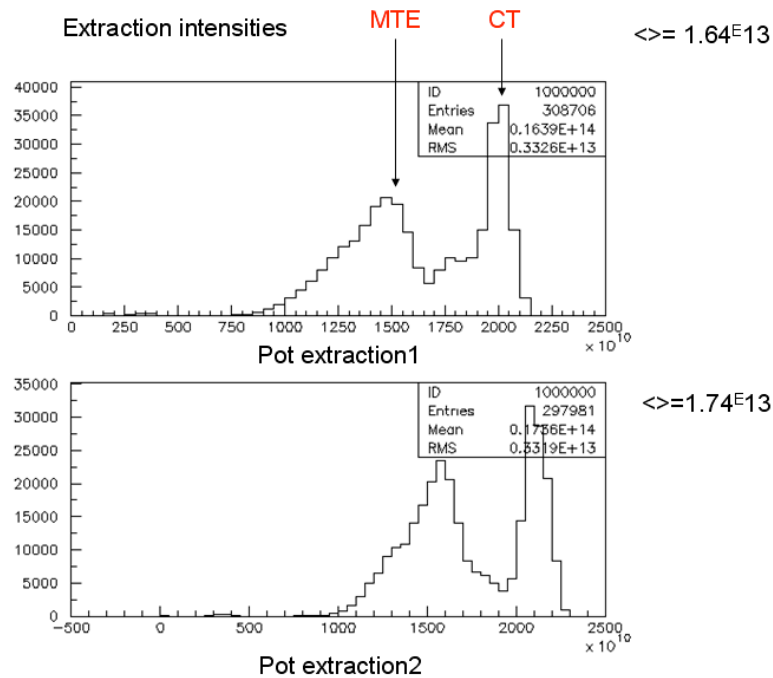 Extraction intensities
MTE
CT
<>= 1.64E13
40000
35000
30000
25000
20000
15000
10000
5000
0
ID 1000000
Entries 308706
Mean 0.1639E+14
RMS 0.3326E+13
0 250 500 750 1000 1250 1500 1750 2000 2250 2500
× 10^10
Pot extraction1
<>=1.74E13
35000
30000
25000
20000
15000
10000
5000
0
ID 1000000
Entries 297981
Mean 0.1736E+14
RMS 0.3319E+13
−500 0 500 1000 1500 2000 2500
× 10^10
Pot extraction2